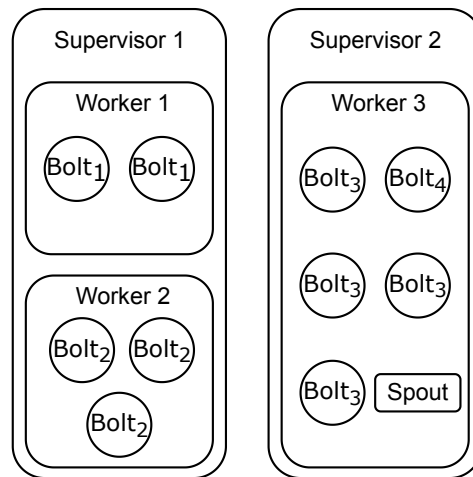 Supervisor 1
Worker 1
Bolt₁ Bolt₁
Worker 2
Bolt₂ Bolt₂
Bolt₂
Supervisor 2
Worker 3
Bolt₃ Bolt₄
Bolt₃ Bolt₃
Bolt₃ Spout